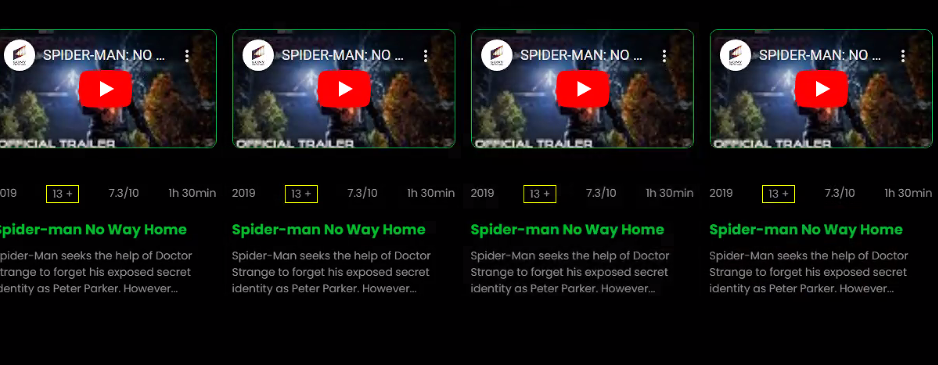 SPIDER-MAN: NO ... SPIDER-MAN: NO ... SPIDER-MAN: NO ... SPIDER-MAN: NO ...
OFFICIAL TRAILER OFFICIAL TRAILER OFFICIAL TRAILER OFFICIAL TRAILER
019 13 + 7.3/10 1h 30min 2019 13 + 7.3/10 1h 30min 2019 13 + 7.3/10 1h 30min 2019 13 + 7.3/10 1h 30min
Spider-man No Way Home Spider-man No Way Home Spider-man No Way Home Spider-man No Way Home
pider-Man seeks the help of Doctor Spider-Man seeks the help of Doctor Spider-Man seeks the help of Doctor Spider-Man seeks the help of Doctor
trange to forget his exposed secret Strange to forget his exposed secret Strange to forget his exposed secret Strange to forget his exposed secret
identity as Peter Parker. However... identity as Peter Parker. However... identity as Peter Parker. However... identity as Peter Parker. However...